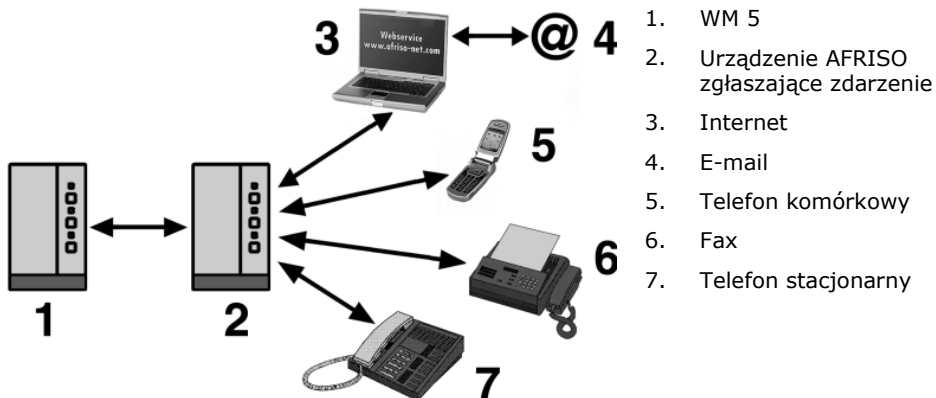 3
Webservice
www.afriso-net.com
@ 4
5
6
1
2
7
1. WM 5
2. Urządzenie AFRISO
zgłaszające zdarzenie
3. Internet
4. E-mail
5. Telefon komórkowy
6. Fax
7. Telefon stacjonarny